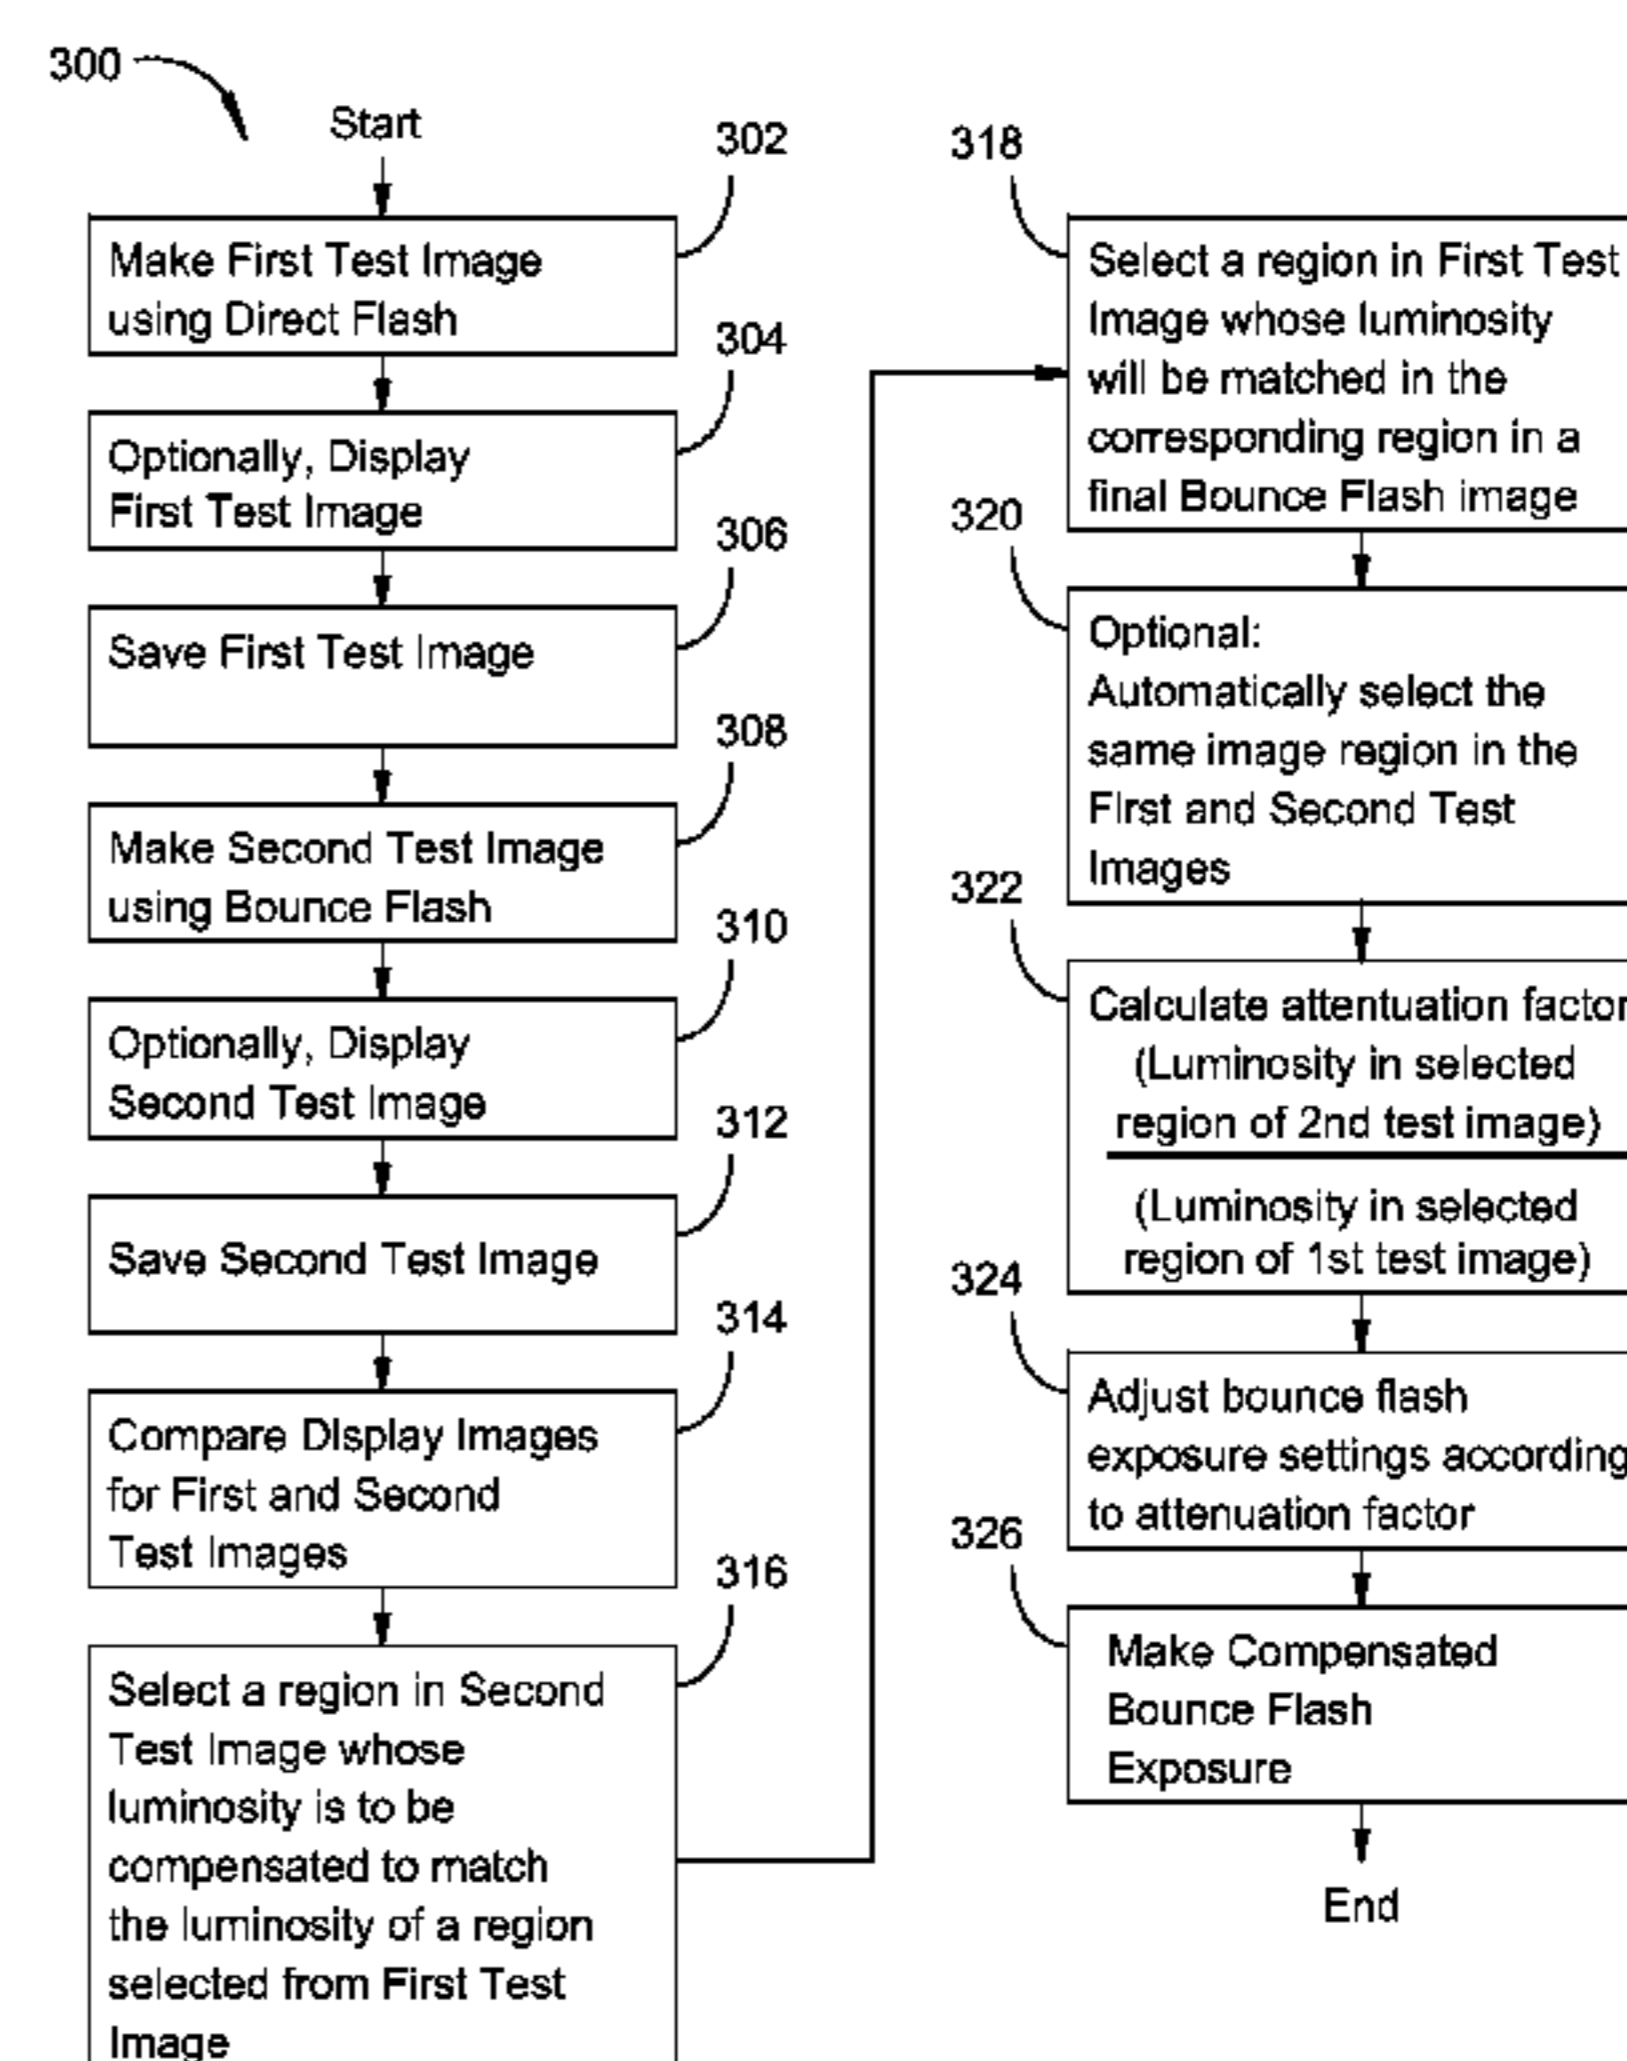 300
Start
302
Make First Test Image
using Direct Flash
304
Optionally, Display
First Test Image
306
Save First Test Image
308
Make Second Test Image
using Bounce Flash
310
Optionally, Display
Second Test Image
312
Save Second Test Image
314
Compare Display Images
for First and Second
Test Images
316
Select a region in Second
Test Image whose
luminosity is to be
compensated to match
the luminosity of a region
selected from First Test
Image
318
Select a region in First Test
Image whose luminosity
will be matched in the
corresponding region in a
final Bounce Flash image
320
Optional:
Automatically select the
same image region in the
First and Second Test
Images
322
Calculate attentuation factor
(Luminosity in selected
region of 2nd test image)
(Luminosity in selected
region of 1st test image)
324
Adjust bounce flash
exposure settings according
to attenuation factor
326
Make Compensated
Bounce Flash
Exposure
End